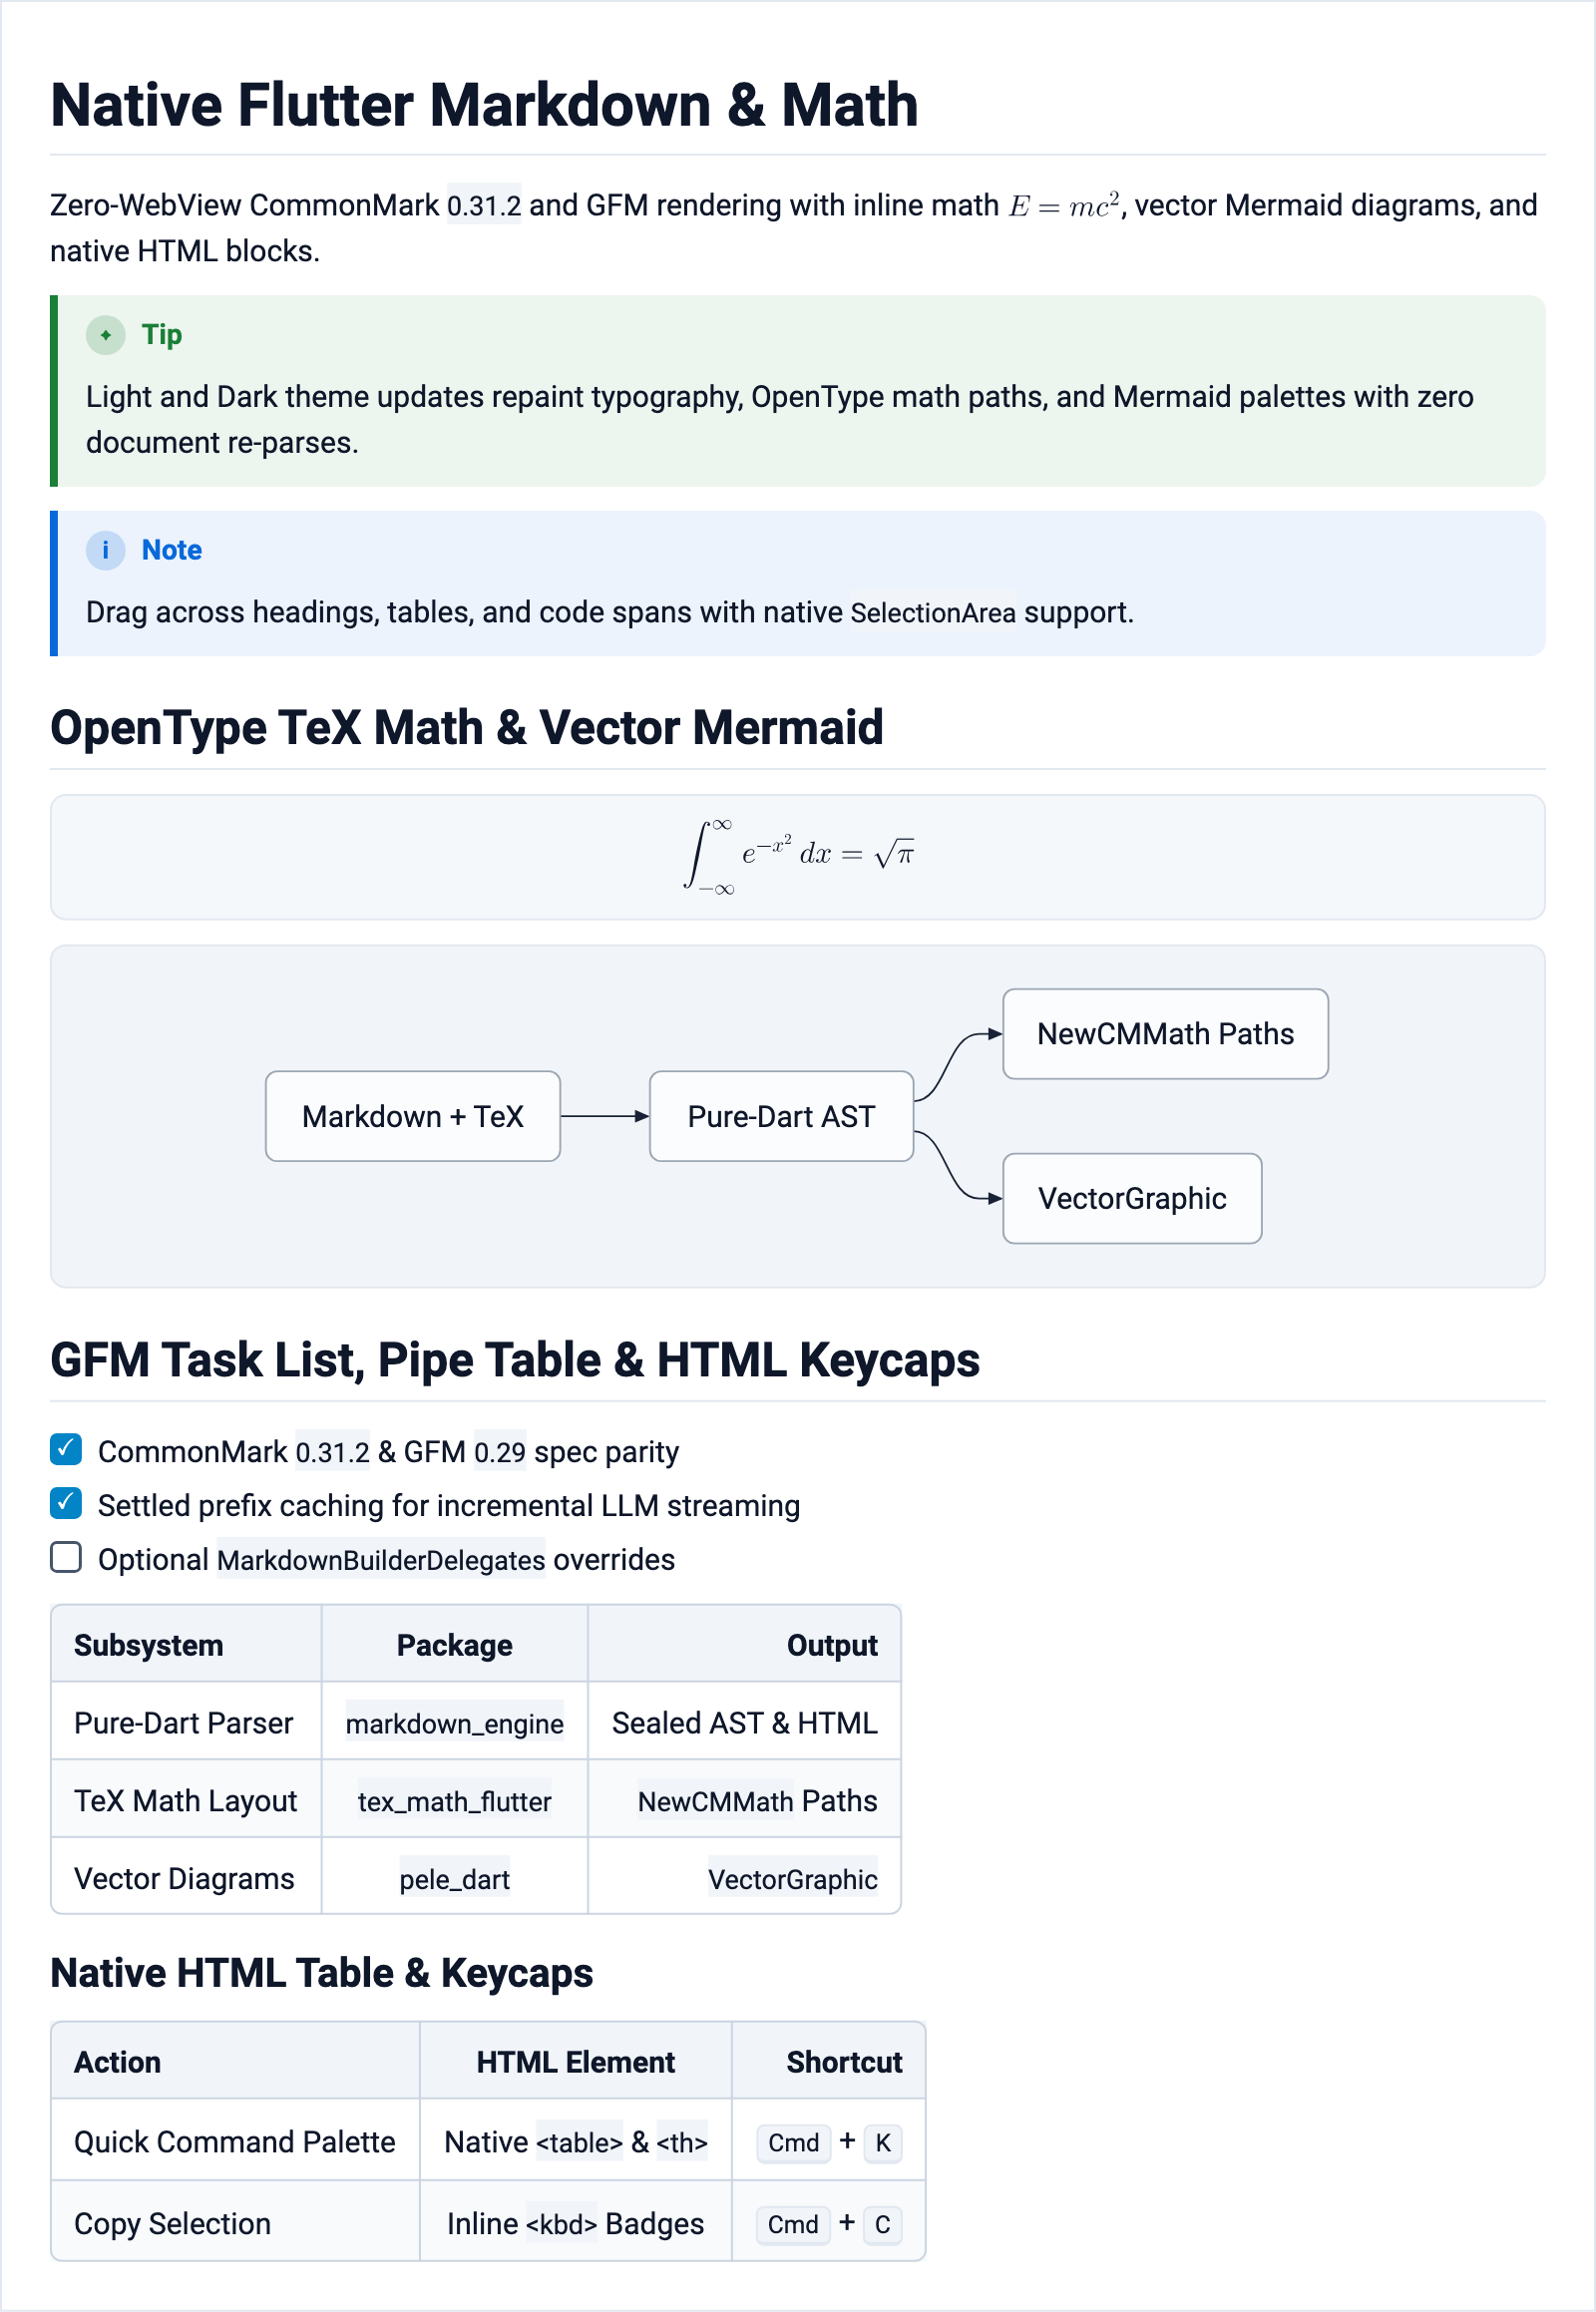 Native Flutter Markdown & Math
Zero-WebView CommonMark 0.31.2 and GFM rendering with inline math E = mc², vector Mermaid diagrams, and
native HTML blocks.
Tip
Light and Dark theme updates repaint typography, OpenType math paths, and Mermaid palettes with zero
document re-parses.
i Note
Drag across headings, tables, and code spans with native SelectionArea support.
OpenType TeX Math & Vector Mermaid
∫_{-∞}^{∞} e^{-x²} dx = √π
Markdown + TeX
Pure-Dart AST
NewCMMath Paths
VectorGraphic
GFM Task List, Pipe Table & HTML Keycaps
✓ CommonMark 0.31.2 & GFM 0.29 spec parity
✓ Settled prefix caching for incremental LLM streaming
Optional MarkdownBuilderDelegates overrides
Subsystem Package Output
Pure-Dart Parser markdown_engine Sealed AST & HTML
TeX Math Layout tex_math_flutter NewCMMath Paths
Vector Diagrams pele_dart VectorGraphic
Native HTML Table & Keycaps
Action HTML Element Shortcut
Quick Command Palette Native <table> & <th> Cmd + K
Copy Selection Inline <kbd> Badges Cmd + C